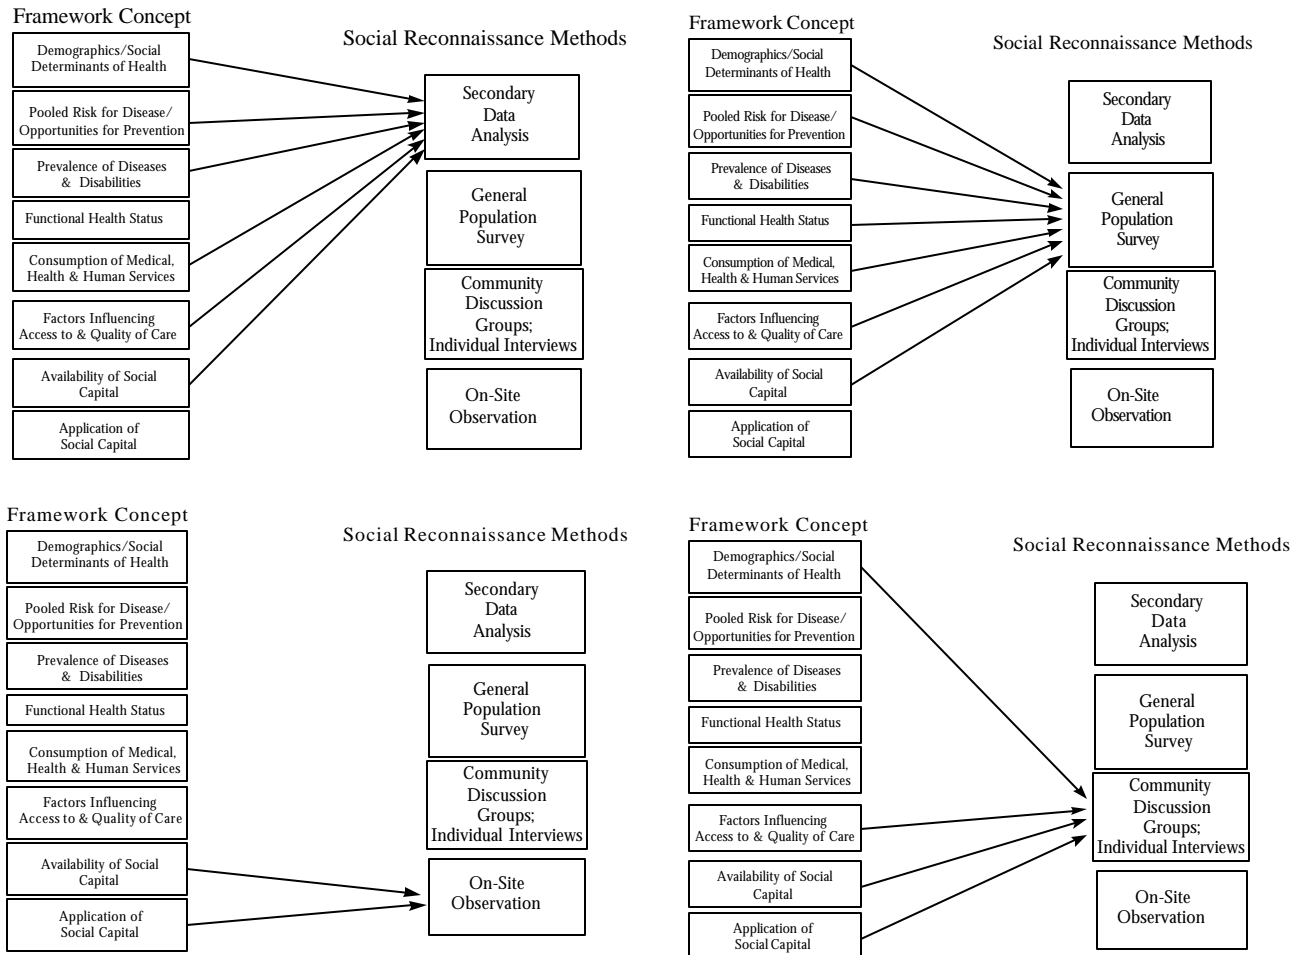 Framework Concept
Social Reconnaissance Methods
Demographics/Social
Determinants of Health
Pooled Risk for Disease/
Opportunities for Prevention
Prevalence of Diseases
& Disabilities
Functional Health Status
Consumption of Medical,
Health & Human Services
Factors Influencing
Access to & Quality of Care
Availability of Social
Capital
Application of
Social Capital
Secondary
Data
Analysis
General
Population
Survey
Community
Discussion
Groups;
Individual Interviews
On-Site
Observation
Framework Concept
Social Reconnaissance Methods
Demographics/Social
Determinants of Health
Pooled Risk for Disease/
Opportunities for Prevention
Prevalence of Diseases
& Disabilities
Functional Health Status
Consumption of Medical,
Health & Human Services
Factors Influencing
Access to & Quality of Care
Availability of Social
Capital
Application of
Social Capital
Secondary
Data
Analysis
General
Population
Survey
Community
Discussion
Groups;
Individual Interviews
On-Site
Observation
Framework Concept
Social Reconnaissance Methods
Demographics/Social
Determinants of Health
Pooled Risk for Disease/
Opportunities for Prevention
Prevalence of Diseases
& Disabilities
Functional Health Status
Consumption of Medical,
Health & Human Services
Factors Influencing
Access to & Quality of Care
Availability of Social
Capital
Application of
Social Capital
Secondary
Data
Analysis
General
Population
Survey
Community
Discussion
Groups;
Individual Interviews
On-Site
Observation
Framework Concept
Social Reconnaissance Methods
Demographics/Social
Determinants of Health
Pooled Risk for Disease/
Opportunities for Prevention
Prevalence of Diseases
& Disabilities
Functional Health Status
Consumption of Medical,
Health & Human Services
Factors Influencing
Access to & Quality of Care
Availability of Social
Capital
Application of
Social Capital
Secondary
Data
Analysis
General
Population
Survey
Community
Discussion
Groups;
Individual Interviews
On-Site
Observation